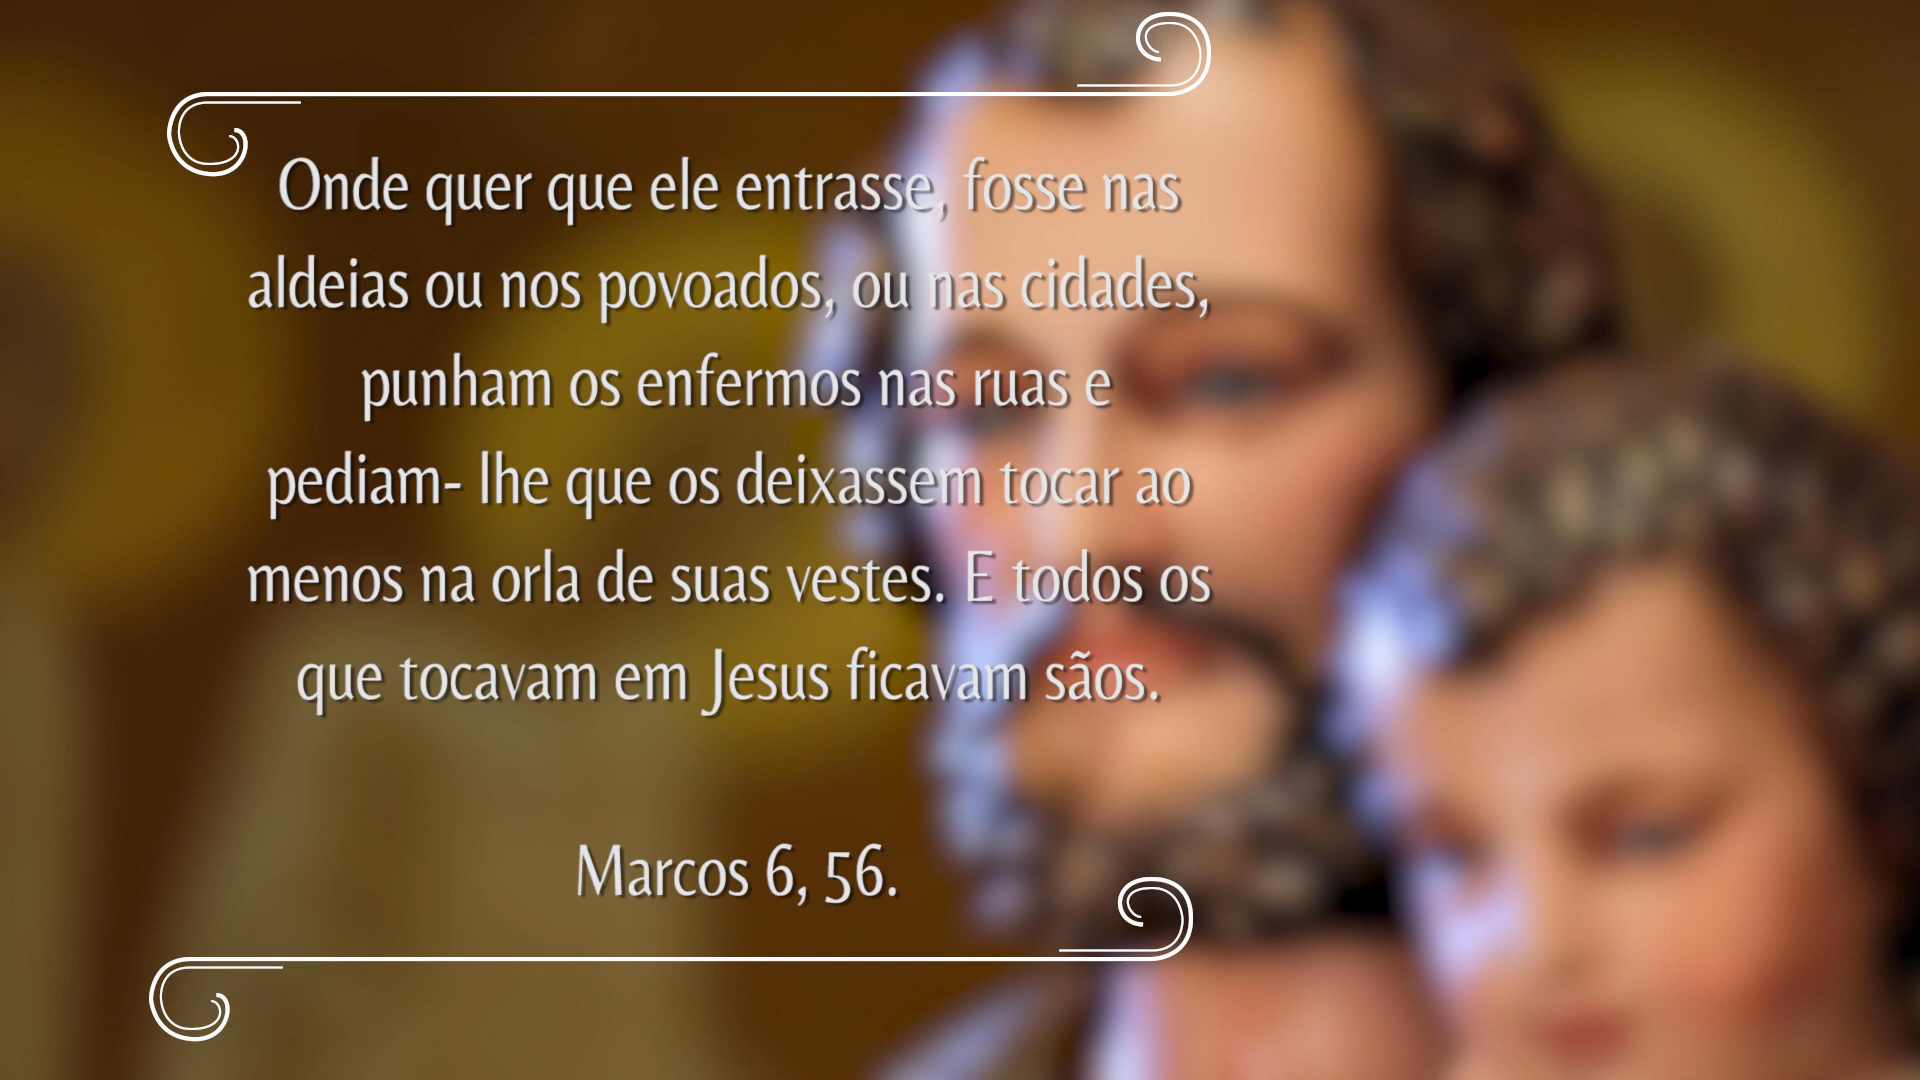 Onde quer que ele entrasse, fosse nas
aldeias ou nos povoados, ou nas cidades,
punham os enfermos nas ruas e
pediam- lhe que os deixassem tocar ao
menos na orla de suas vestes. E todos os
que tocavam em Jesus ficavam sãos.
Marcos 6, 56.